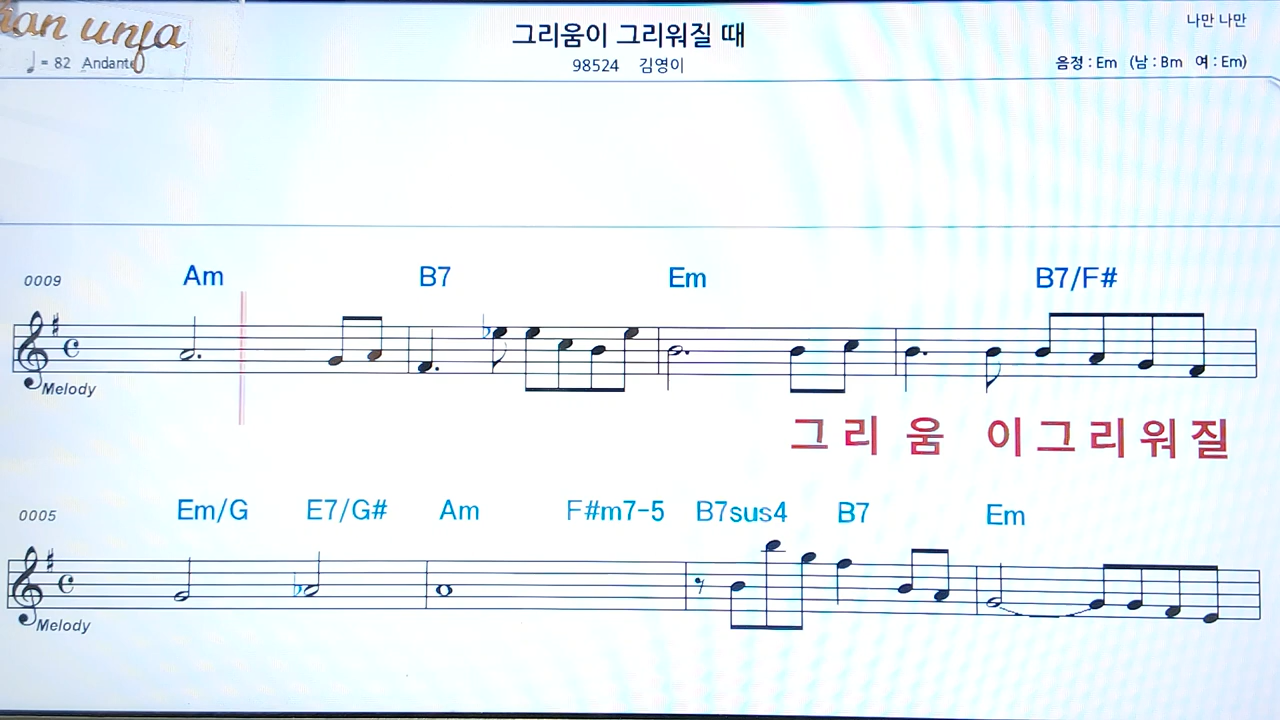 그리움이 그리워질 때
나만 나만
♩ = 82 Andante
98524 김영이
음정 : Em (남 : Bm 여 : Em)
0009
Am B7 Em B7/F#
Melody
그 리 움 이 그 리 워 질
0005
Em/G E7/G# Am F#m7-5 B7sus4 B7 Em
Melody